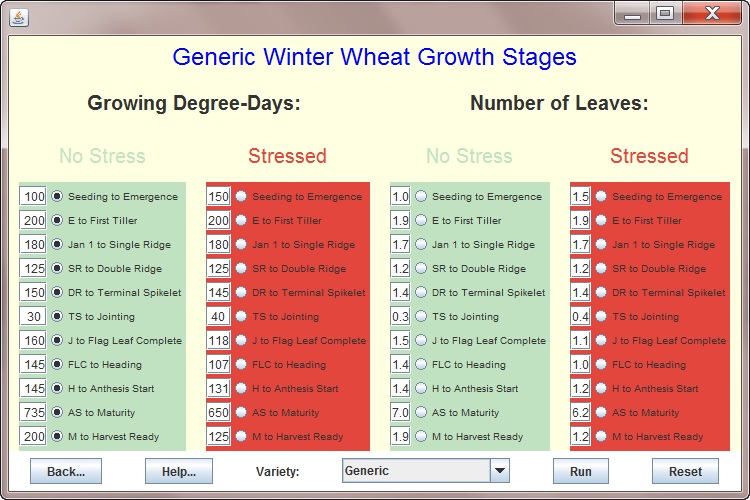 Generic Winter Wheat Growth Stages
Growing Degree-Days: Number of Leaves:
No Stress Stressed No Stress Stressed
100 Seeding to Emergence 150 Seeding to Emergence 1.0 Seeding to Emergence 1.5 Seeding to Emergence
200 E to First Tiller 200 E to First Tiller 1.9 E to First Tiller 1.9 E to First Tiller
180 Jan 1 to Single Ridge 180 Jan 1 to Single Ridge 1.7 Jan 1 to Single Ridge 1.7 Jan 1 to Single Ridge
125 SR to Double Ridge 125 SR to Double Ridge 1.2 SR to Double Ridge 1.2 SR to Double Ridge
150 DR to Terminal Spikelet 145 DR to Terminal Spikelet 1.4 DR to Terminal Spikelet 1.4 DR to Terminal Spikelet
30 TS to Jointing 40 TS to Jointing 0.3 TS to Jointing 0.4 TS to Jointing
160 J to Flag Leaf Complete 118 J to Flag Leaf Complete 1.5 J to Flag Leaf Complete 1.1 J to Flag Leaf Complete
145 FLC to Heading 107 FLC to Heading 1.4 FLC to Heading 1.0 FLC to Heading
145 H to Anthesis Start 131 H to Anthesis Start 1.4 H to Anthesis Start 1.2 H to Anthesis Start
735 AS to Maturity 650 AS to Maturity 7.0 AS to Maturity 6.2 AS to Maturity
200 M to Harvest Ready 125 M to Harvest Ready 1.9 M to Harvest Ready 1.2 M to Harvest Ready
Back... Help... Variety: Generic Run Reset